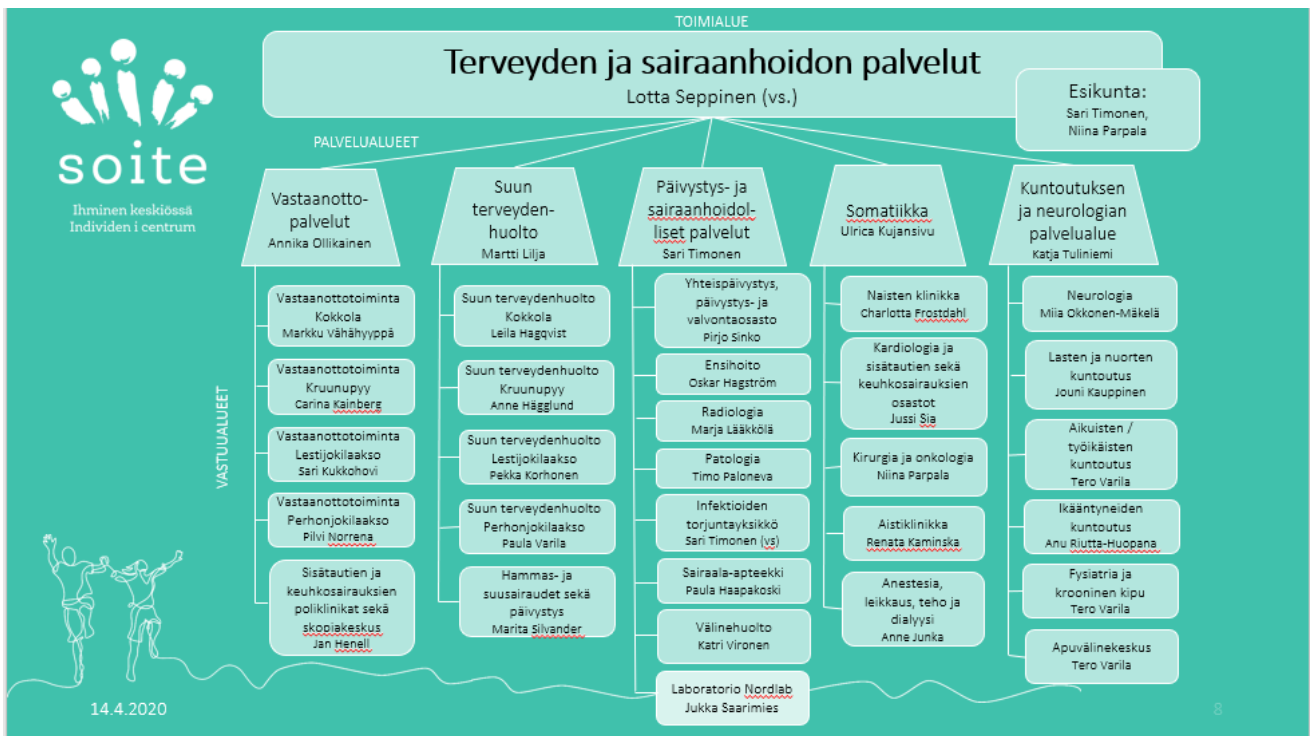 TOIMIALUE
Terveyden ja sairaanhoidon palvelut
Lotta Seppinen (vs.)
Esikunta:
Sari Timonen,
Niina Parpala
soite
Ihminen keskiössä
Individen i centrum
PALVELUALUEET
VASTUUALUEET
Vastaanotto-
palvelut
Annika Ollikainen
Vastaanottotoiminta
Kokkola
Markku Vähähyyppä
Vastaanottotoiminta
Kruunupyy
Carina Kainberg
Vastaanottotoiminta
Lestijokilaakso
Sari Kukkohovi
Vastaanottotoiminta
Perhonjokilaakso
Pilvi Norrena
Sisätautien ja
keuhkosairauksien
poliklinikat sekä
skopiakeskus
Jan Henell
Suun
terveyden-
huolto
Martti Lilja
Suun terveydenhuolto
Kokkola
Leila Hagqvist
Suun terveydenhuolto
Kruunupyy
Anne Hägglund
Suun terveydenhuolto
Lestijokilaakso
Pekka Korhonen
Suun terveydenhuolto
Perhonjokilaakso
Paula Varila
Hammas- ja
suusairaudet sekä
päivystys
Marita Silvander
Päivystys- ja
sairaanhoidol-
liset palvelut
Sari Timonen
Yhteispäivystys,
päivystys- ja
valvontaosasto
Pirjo Sinko
Ensihoito
Oskar Hagström
Radiologia
Marja Lääkkölä
Patologia
Timo Paloneva
Infektioiden
torjuntayksikkö
Sari Timonen (vs)
Sairaala-apteekki
Paula Haapakoski
Välinehuolto
Katri Vironen
Laboratorio Nordlab
Jukka Saarimies
Somatiikka
Ulrica Kujansivu
Naisten klinikka
Charlotta Frostdahl
Kardiologia ja
sisätautien sekä
keuhkosairauksien
osastot
Jussi Sia
Kirurgia ja onkologia
Niina Parpala
Aistiklinikka
Renata Kaminska
Anestesia,
leikkaus, teho ja
dialyysi
Anne Junka
Kuntoutuksen
ja neurologian
palvelualue
Katja Tuliniemi
Neurologia
Miia Okkonen-Mäkelä
Lasten ja nuorten
kuntoutus
Jouni Kauppinen
Aikuisten /
työikäisten
kuntoutus
Tero Varila
Ikääntyneiden
kuntoutus
Anu Riutta-Huopana
Fysiatria ja
krooninen kipu
Tero Varila
Apuvälinekeskus
Tero Varila
14.4.2020
8